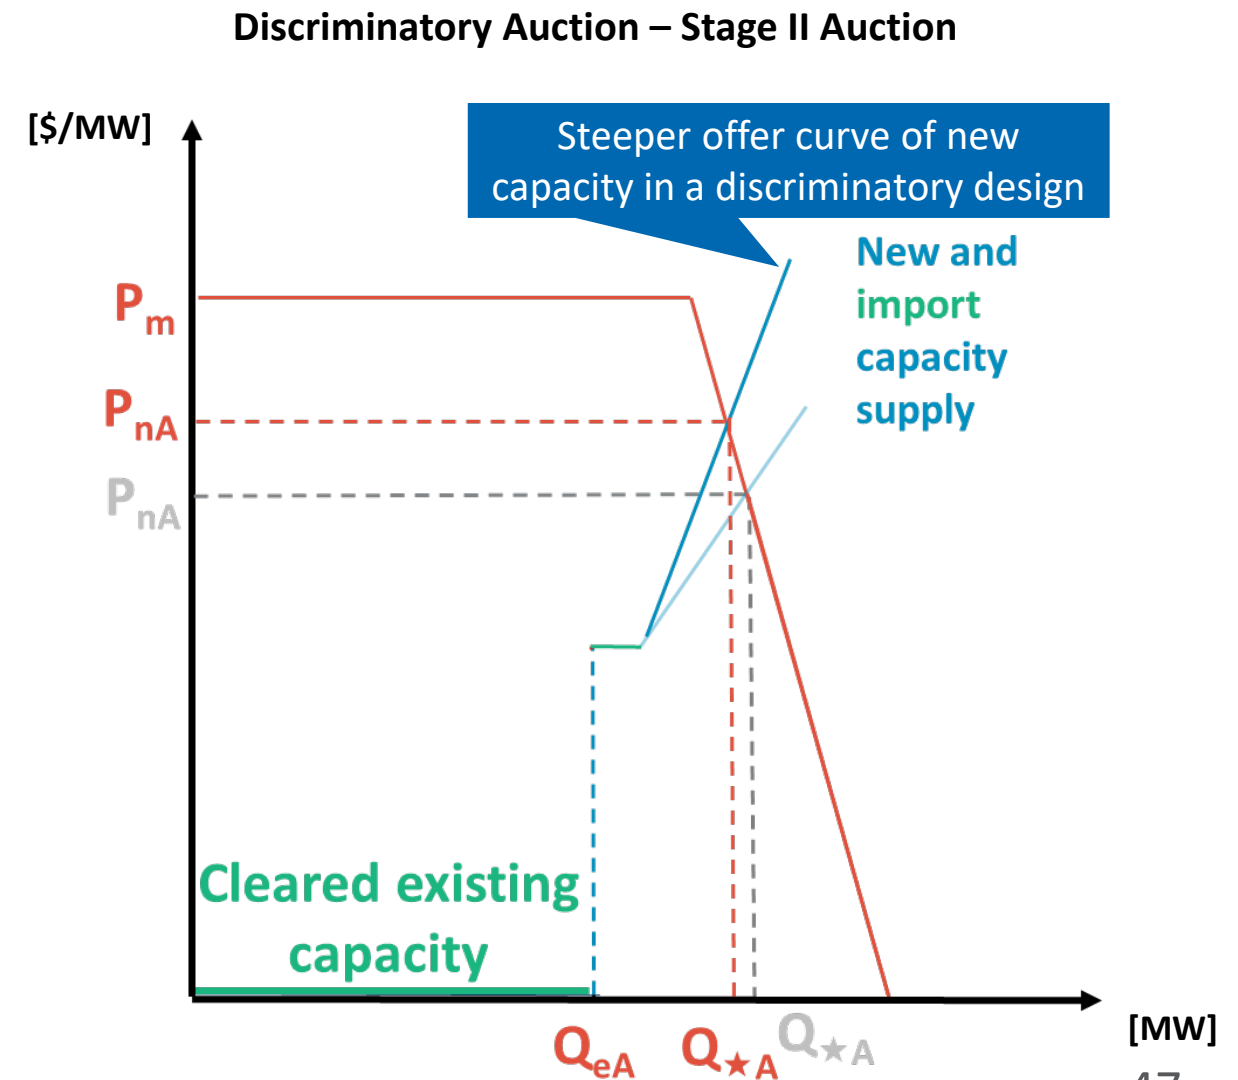 Discriminatory Auction – Stage II Auction
[$/MW]
Steeper offer curve of new
capacity in a discriminatory design
New and
import
capacity
supply
Pm
PnA
PnA
Cleared existing
capacity
QeA
Q★A
Q★A
[MW]
47